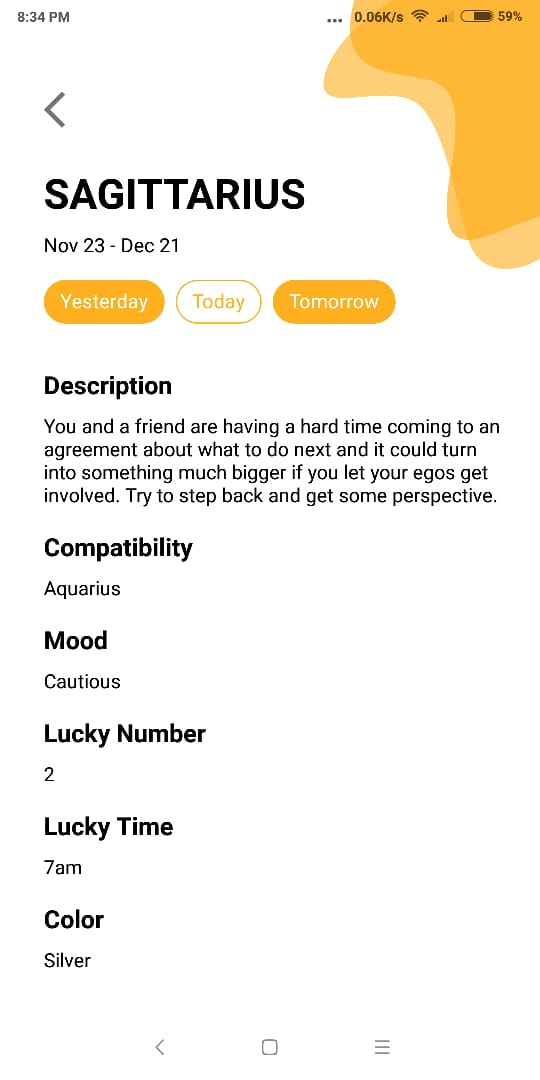 8:34 PM ... 0.06K/s 59%
SAGITTARIUS
Nov 23 - Dec 21
Yesterday Today Tomorrow
Description
You and a friend are having a hard time coming to an
agreement about what to do next and it could turn
into something much bigger if you let your egos get
involved. Try to step back and get some perspective.
Compatibility
Aquarius
Mood
Cautious
Lucky Number
2
Lucky Time
7am
Color
Silver